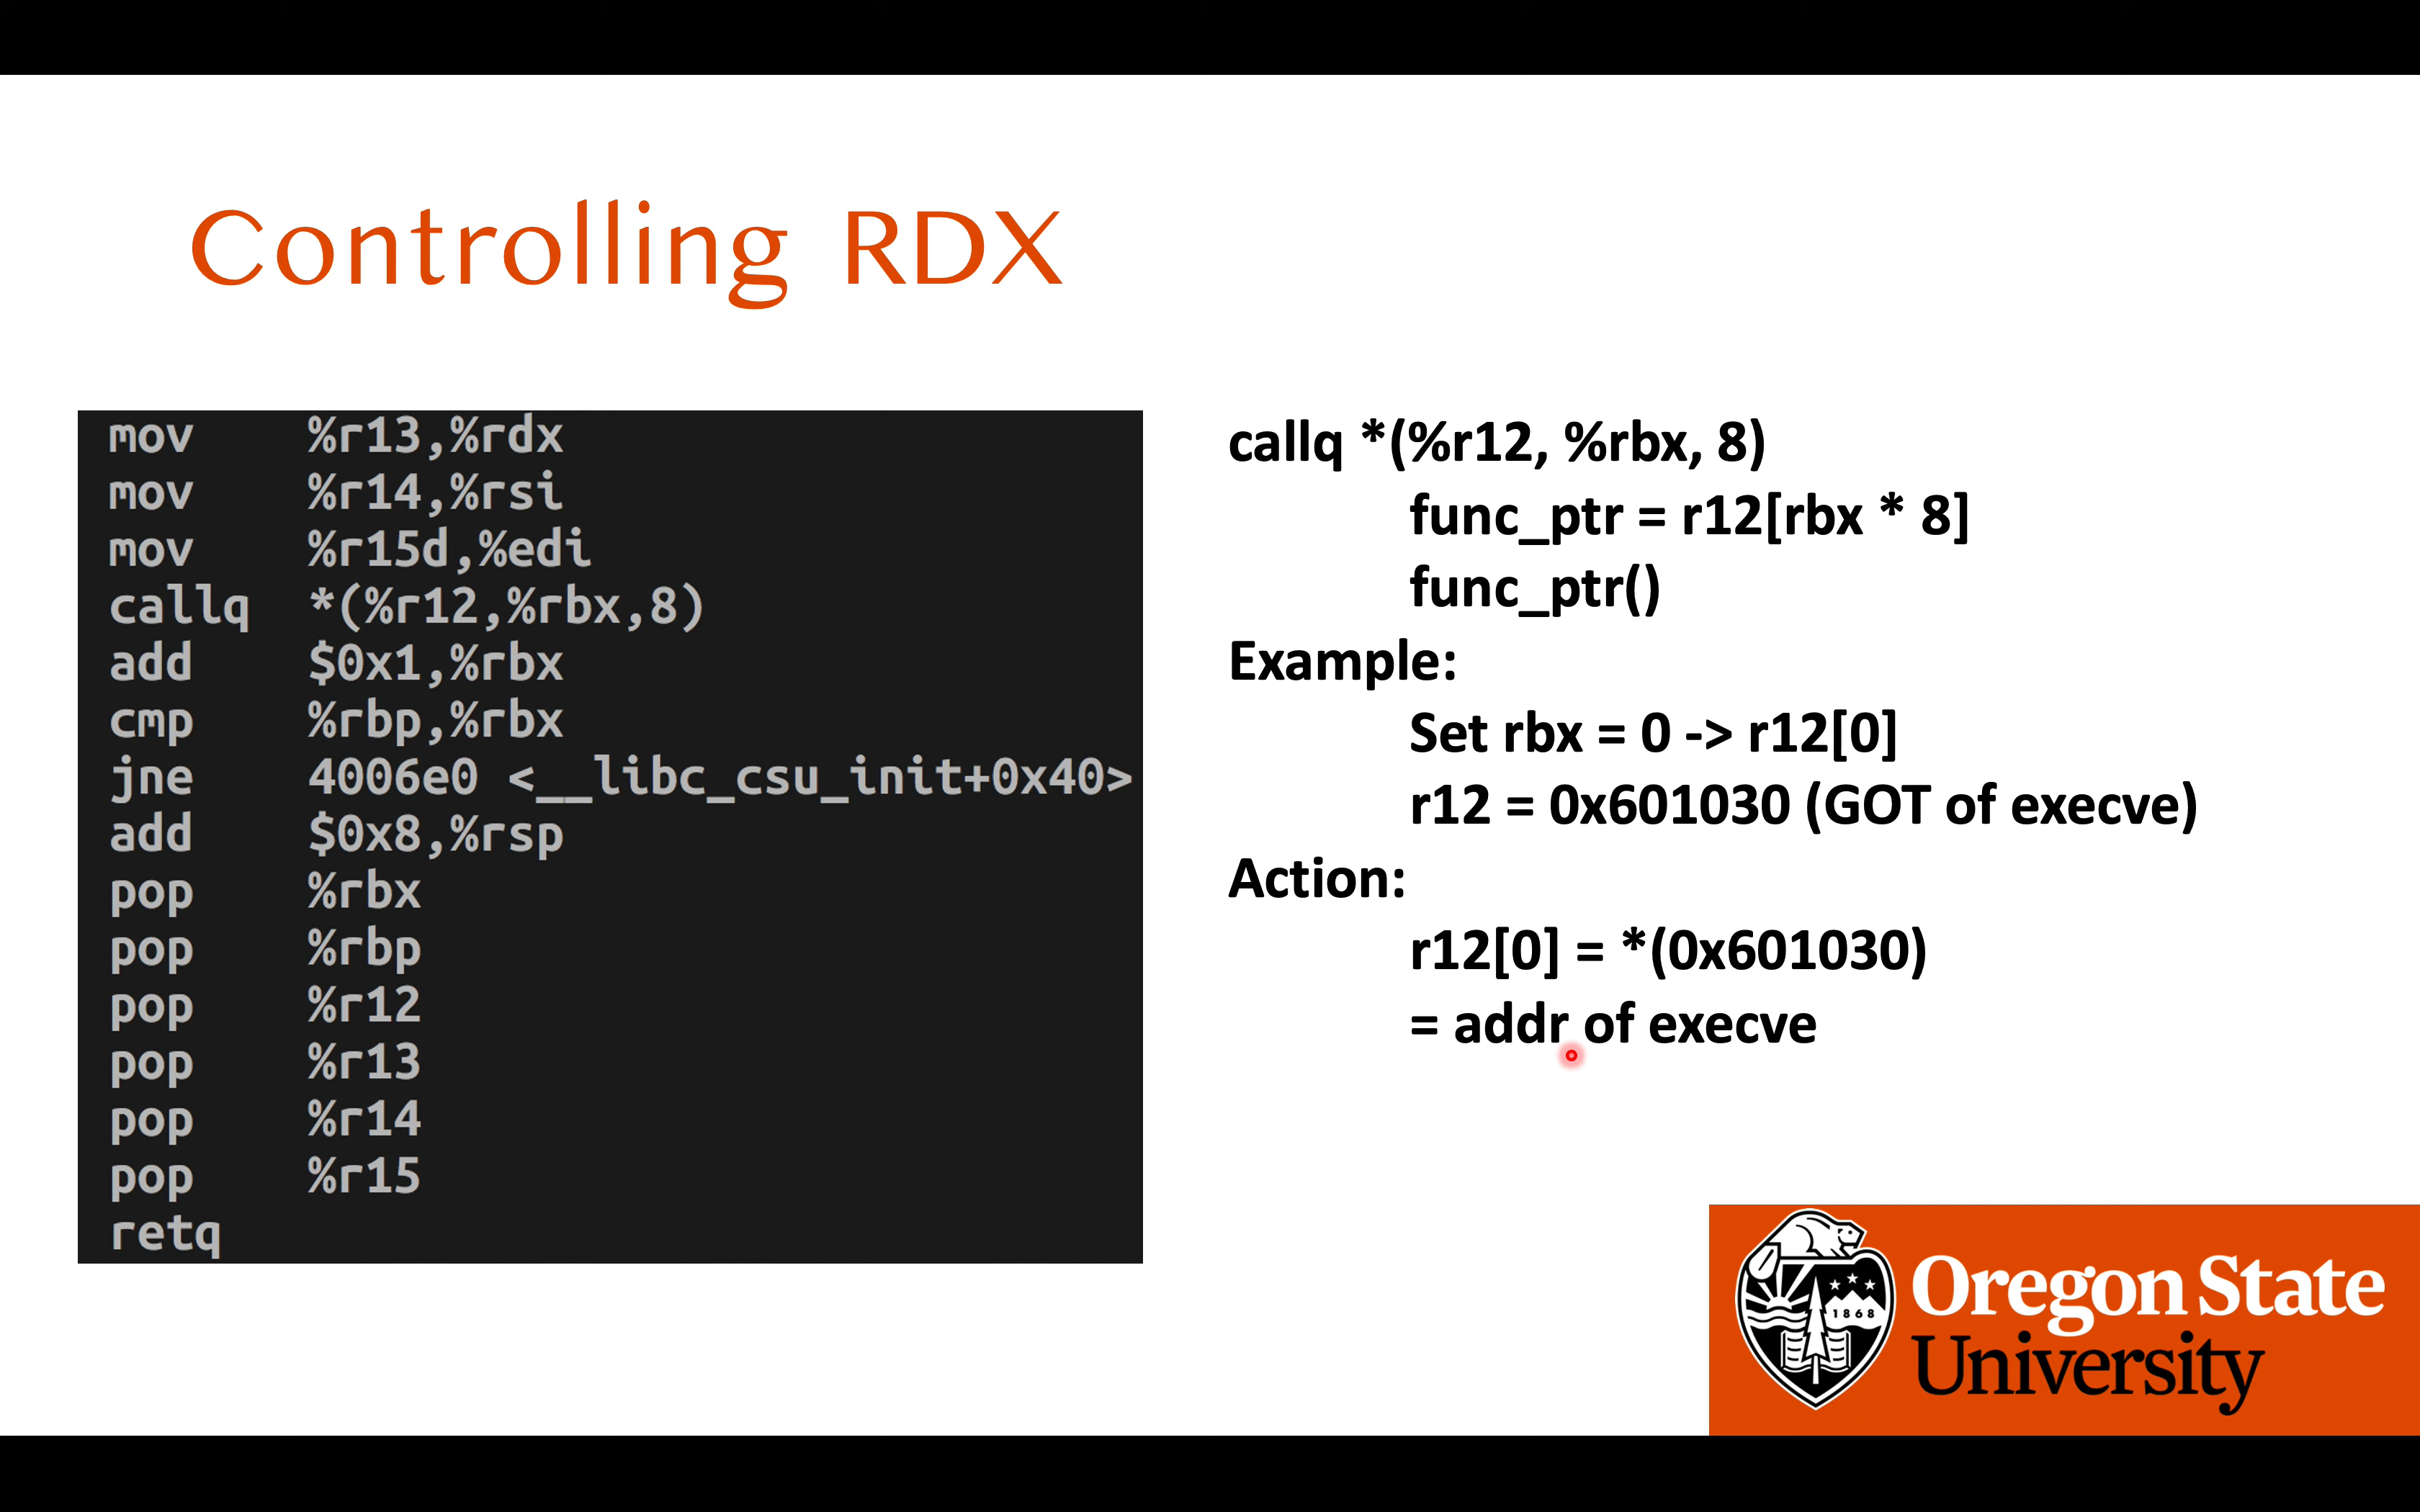 Controlling RDX
mov %r13,%rdx
mov %r14,%rsi
mov %r15d,%edi
callq *(%r12,%rbx,8)
add $0x1,%rbx
cmp %rbp,%rbx
jne 4006e0 <__libc_csu_init+0x40>
add $0x8,%rsp
pop %rbx
pop %rbp
pop %r12
pop %r13
pop %r14
pop %r15
retq
callq *(%r12, %rbx, 8)
func_ptr = r12[rbx * 8]
func_ptr()
Example:
Set rbx = 0 -> r12[0]
r12 = 0x601030 (GOT of execve)
Action:
r12[0] = *(0x601030)
= addr of execve
1868
Oregon State
University